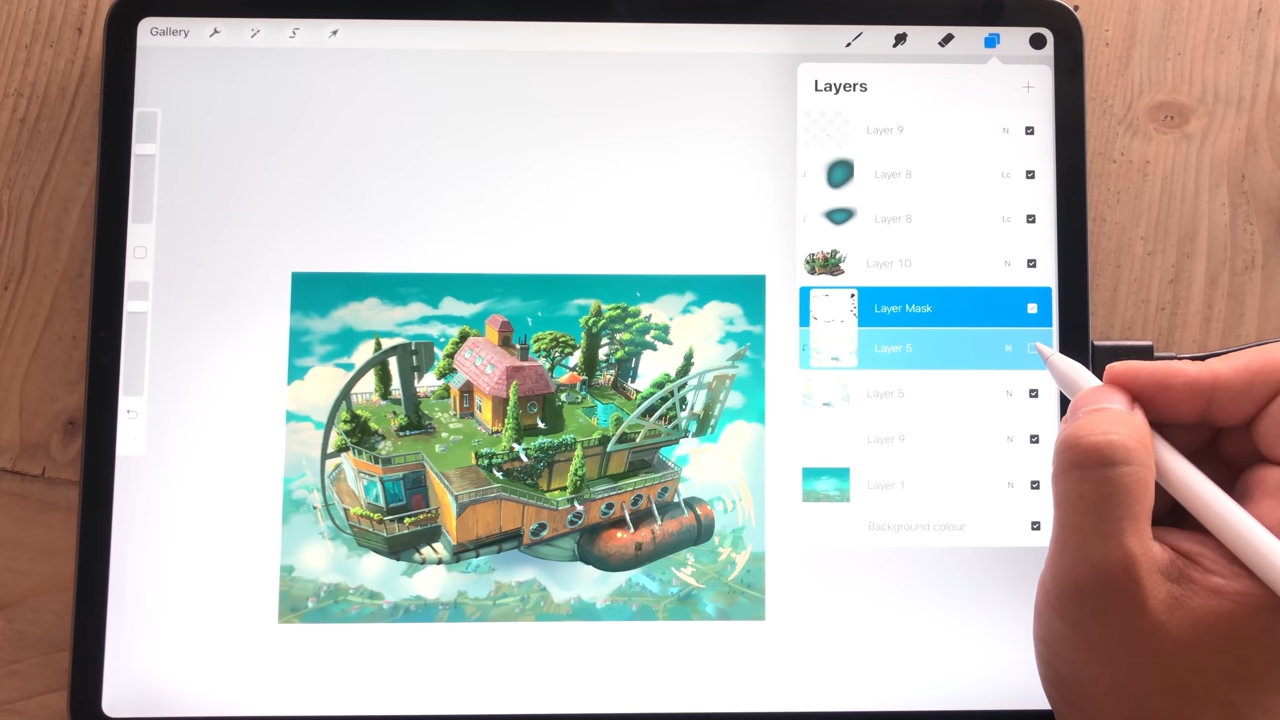 Gallery
Layers
Layer 9 N
Layer 8 Lc
Layer 8 Lc
Layer 10 N
Layer Mask
Layer 5 N
Layer 5 N
Layer 9 N
Layer 1 N
Background colour